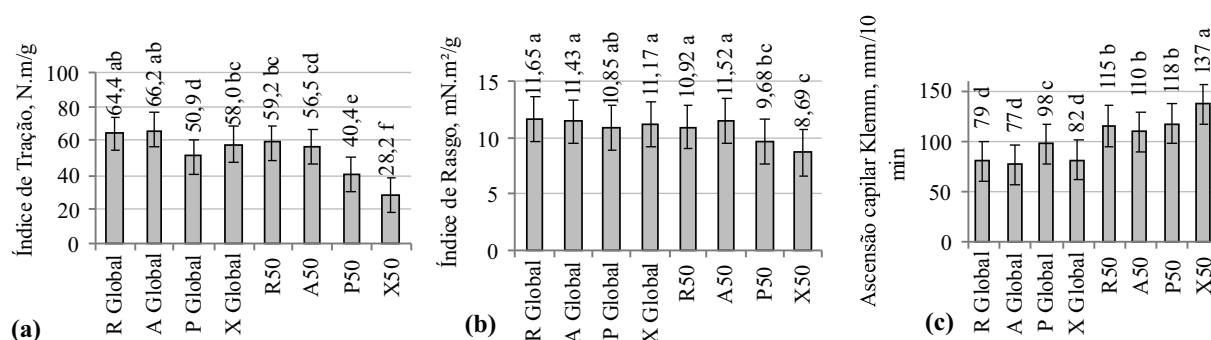 Índice de Tração, N.m/g
100
80
60
40
20
0
64,4 ab
66,2 ab
50,9 d
58,0 bc
59,2 bc
56,5 cd
40,4 e
28,2 f
R Global
A Global
P Global
X Global
R50
A50
P50
X50
(a)
Índice de Rasgo, mN.m²/g
15
10
5
0
11,65 a
11,43 a
10,85 ab
11,17 a
10,92 a
11,52 a
9,68 bc
8,69 c
R Global
A Global
P Global
X Global
R50
A50
P50
X50
(b)
Ascensão capilar Klemm, mm/10
min
150
100
50
0
79 d
77 d
98 c
82 d
115 b
110 b
118 b
137 a
R Global
A Global
P Global
X Global
R50
A50
P50
X50
(c)